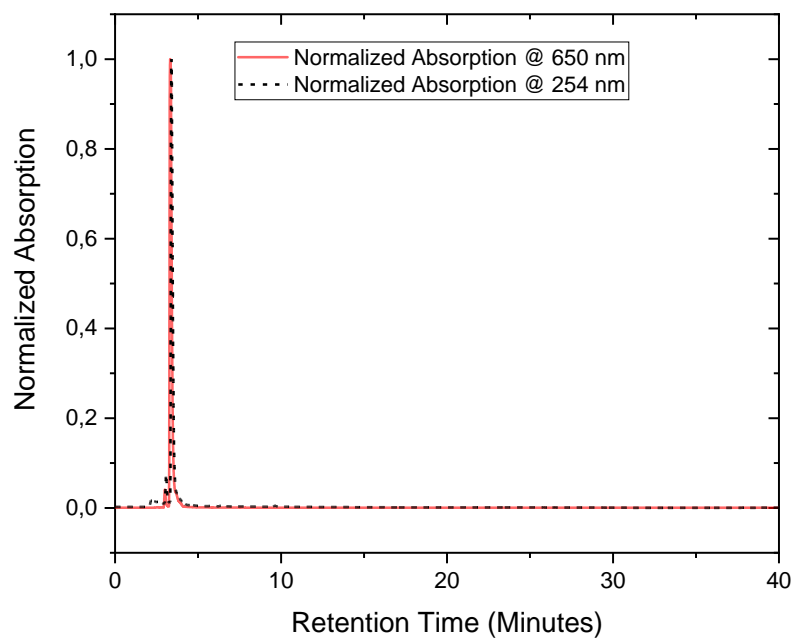 Normalized Absorption @ 650 nm
Normalized Absorption @ 254 nm
1,0
0,8
0,6
0,4
0,2
0,0
Normalized Absorption
0
10
20
30
40
Retention Time (Minutes)